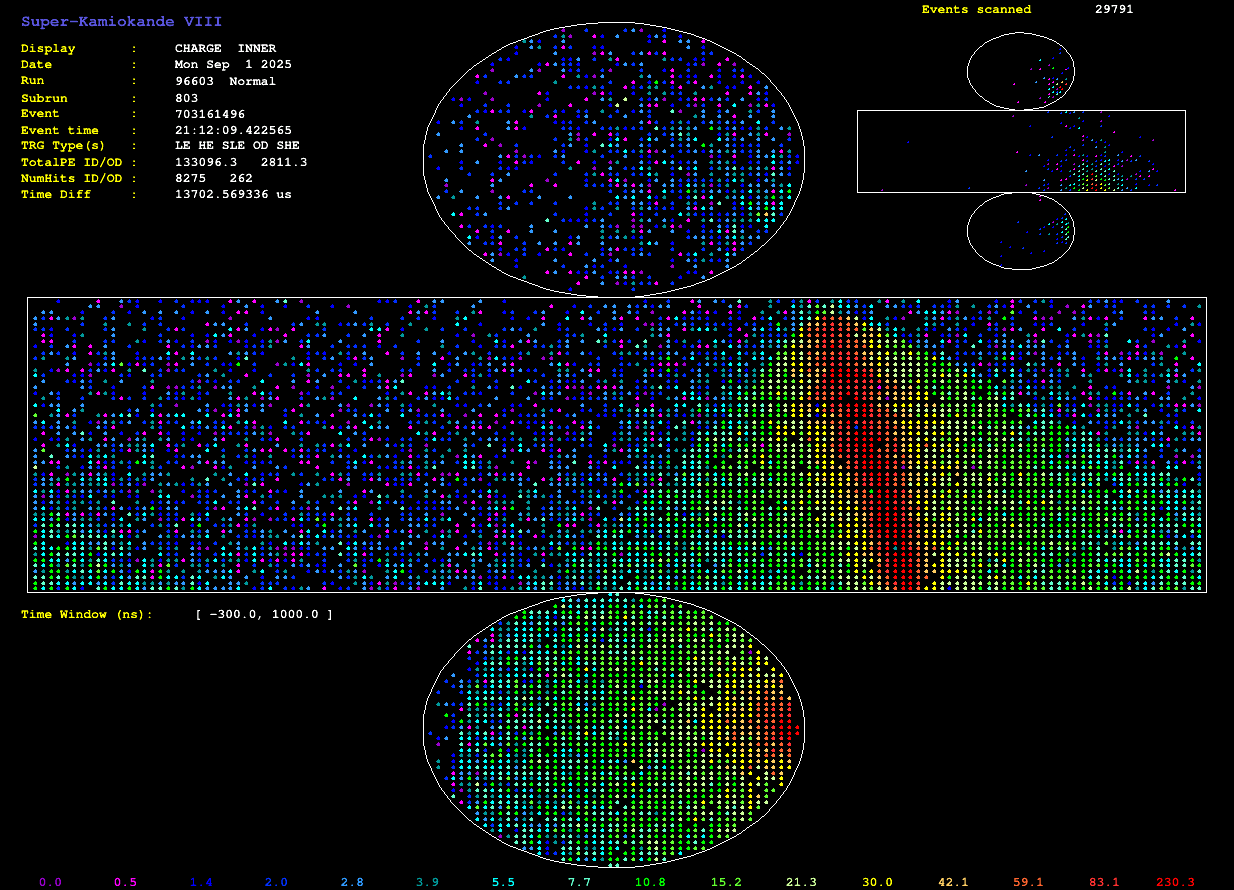 Super-Kamiokande VIII
Events scanned 29791
Display : CHARGE INNER
Date : Mon Sep 1 2025
Run : 96603 Normal
Subrun : 803
Event : 703161496
Event time : 21:12:09.422565
TRG Type(s) : LE HE SLE OD SHE
TotalPE ID/OD : 133096.3 2811.3
NumHits ID/OD : 8275 262
Time Diff : 13702.569336 us
Time Window (ns): [ -300.0, 1000.0 ]
0.0 0.5 1.4 2.0 2.8 3.9 5.5 7.7 10.8 15.2 21.3 30.0 42.1 59.1 83.1 230.3